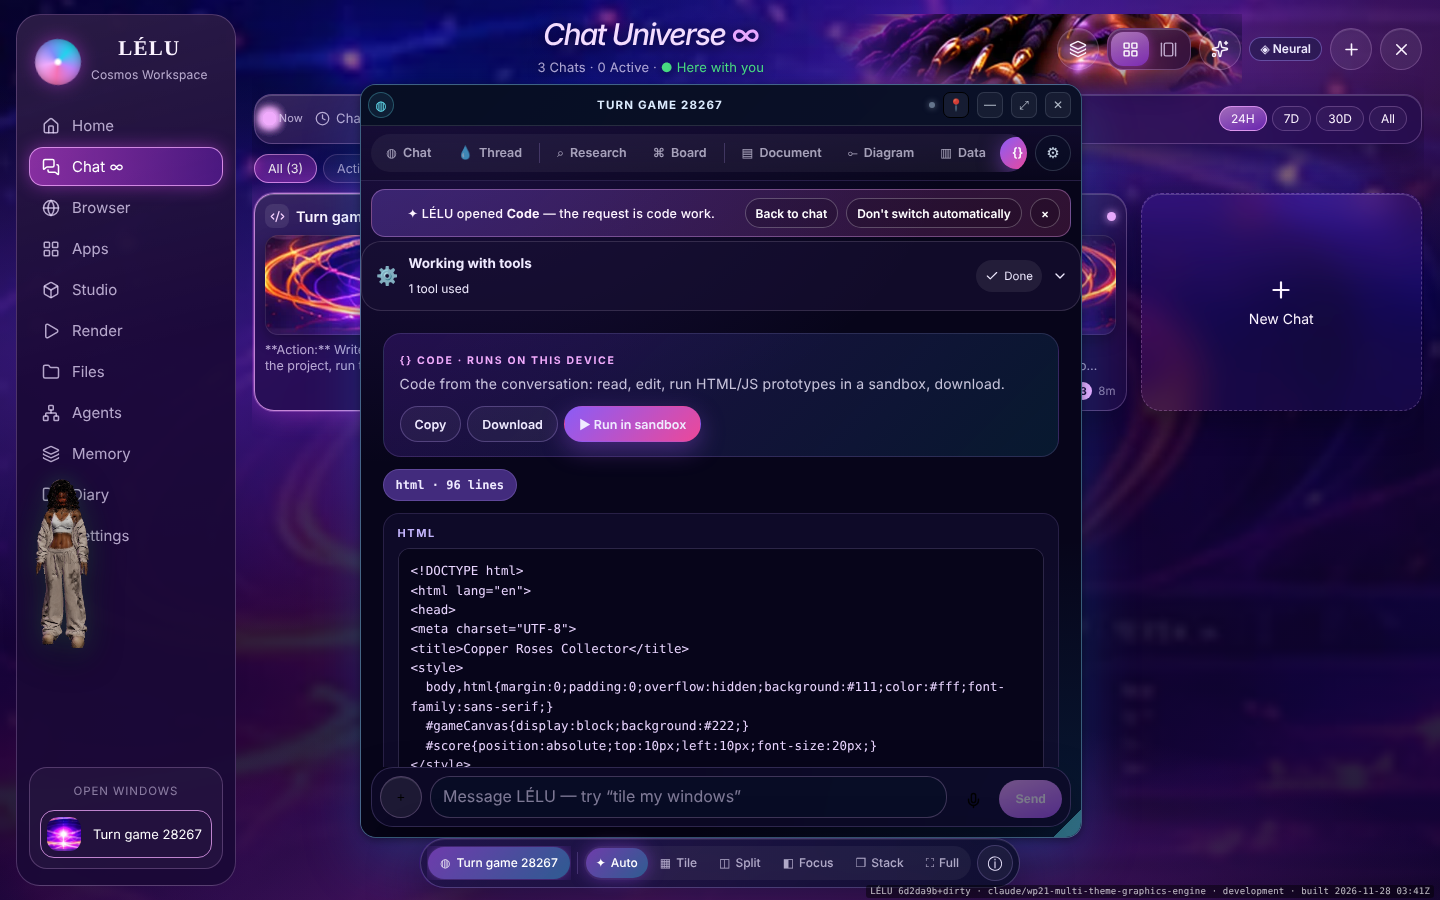 LÉLU
Cosmos Workspace
Home
Chat ∞
Browser
Apps
Studio
Render
Files
Agents
Memory
Diary
ettings
OPEN WINDOWS
Turn game 28267
Chat Universe ∞
3 Chats · 0 Active · ● Here with you
◈ Neural
Now
Cha
24H
7D
30D
All
All (3)
Acti
Turn gam
**Action:** Write
the project, run t
8m
New Chat
TURN GAME 28267
Chat
Thread
Research
Board
Document
Diagram
Data
{}
✦ LÉLU opened Code — the request is code work.
Back to chat
Don't switch automatically
×
Working with tools
1 tool used
Done
{} CODE · RUNS ON THIS DEVICE
Code from the conversation: read, edit, run HTML/JS prototypes in a sandbox, download.
Copy
Download
▶ Run in sandbox
html · 96 lines
HTML
<!DOCTYPE html>
<html lang="en">
<head>
<meta charset="UTF-8">
<title>Copper Roses Collector</title>
<style>
body,html{margin:0;padding:0;overflow:hidden;background:#111;color:#fff;font-
family:sans-serif;}
#gameCanvas{display:block;background:#222;}
#score{position:absolute;top:10px;left:10px;font-size:20px;}
</style>
Message LÉLU — try “tile my windows”
Send
Turn game 28267
✦ Auto
Tile
Split
Focus
Stack
Full
LÉLU 6d2da9b+dirty · claude/wp21-multi-theme-graphics-engine · development · built 2026-11-28 03:41Z